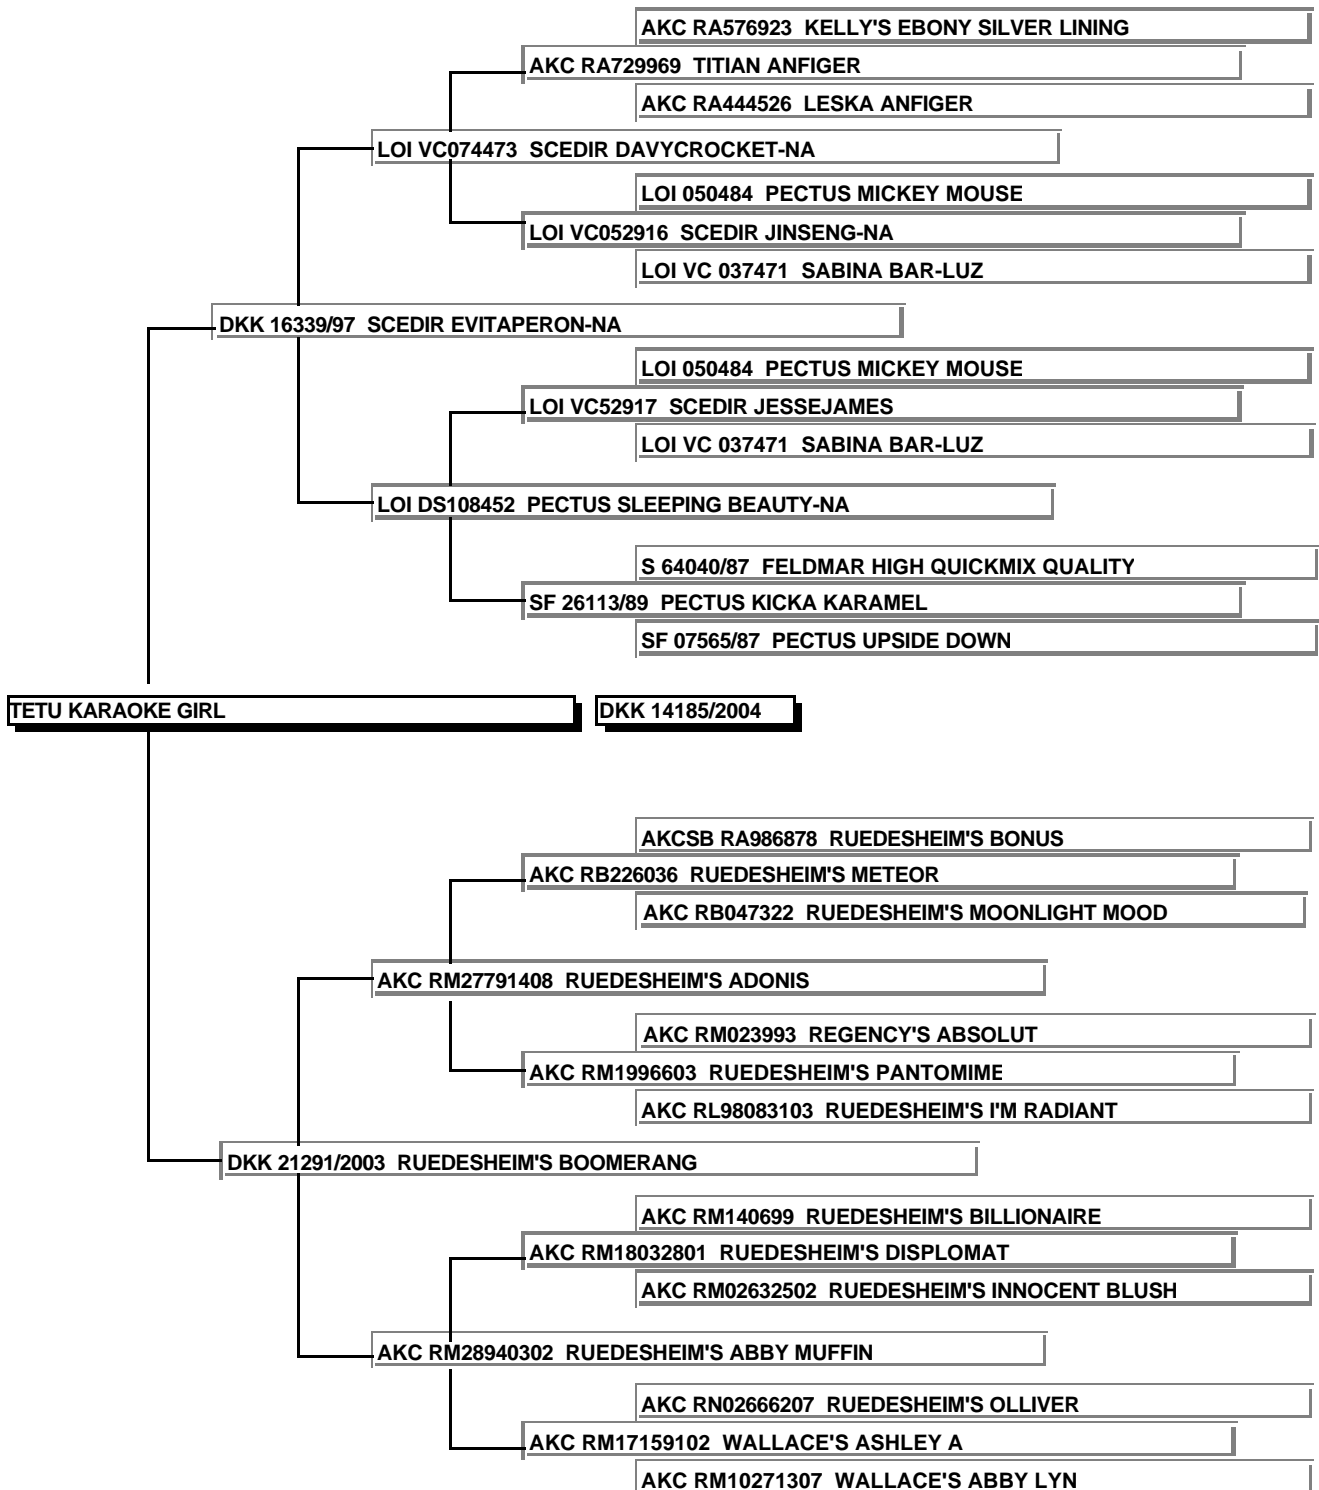 AKC RA576923 KELLY'S EBONY SILVER LINING
AKC RA729969 TITIAN ANFIGER
AKC RA444526 LESKA ANFIGER
LOI VC074473 SCEDIR DAVYCROCKET-NA
LOI 050484 PECTUS MICKEY MOUSE
LOI VC052916 SCEDIR JINSENG-NA
LOI VC 037471 SABINA BAR-LUZ
DKK 16339/97 SCEDIR EVITAPERON-NA
LOI 050484 PECTUS MICKEY MOUSE
LOI VC52917 SCEDIR JESSEJAMES
LOI VC 037471 SABINA BAR-LUZ
LOI DS108452 PECTUS SLEEPING BEAUTY-NA
S 64040/87 FELDMAR HIGH QUICKMIX QUALITY
SF 26113/89 PECTUS KICKA KARAMEL
SF 07565/87 PECTUS UPSIDE DOWN
TETU KARAOKE GIRL DKK 14185/2004
AKCSB RA986878 RUEDESHEIM'S BONUS
AKC RB226036 RUEDESHEIM'S METEOR
AKC RB047322 RUEDESHEIM'S MOONLIGHT MOOD
AKC RM27791408 RUEDESHEIM'S ADONIS
AKC RM023993 REGENCY'S ABSOLUT
AKC RM1996603 RUEDESHEIM'S PANTOMIME
AKC RL98083103 RUEDESHEIM'S I'M RADIANT
DKK 21291/2003 RUEDESHEIM'S BOOMERANG
AKC RM140699 RUEDESHEIM'S BILLIONAIRE
AKC RM18032801 RUEDESHEIM'S DISPLOMAT
AKC RM02632502 RUEDESHEIM'S INNOCENT BLUSH
AKC RM28940302 RUEDESHEIM'S ABBY MUFFIN
AKC RN02666207 RUEDESHEIM'S OLLIVER
AKC RM17159102 WALLACE'S ASHLEY A
AKC RM10271307 WALLACE'S ABBY LYN